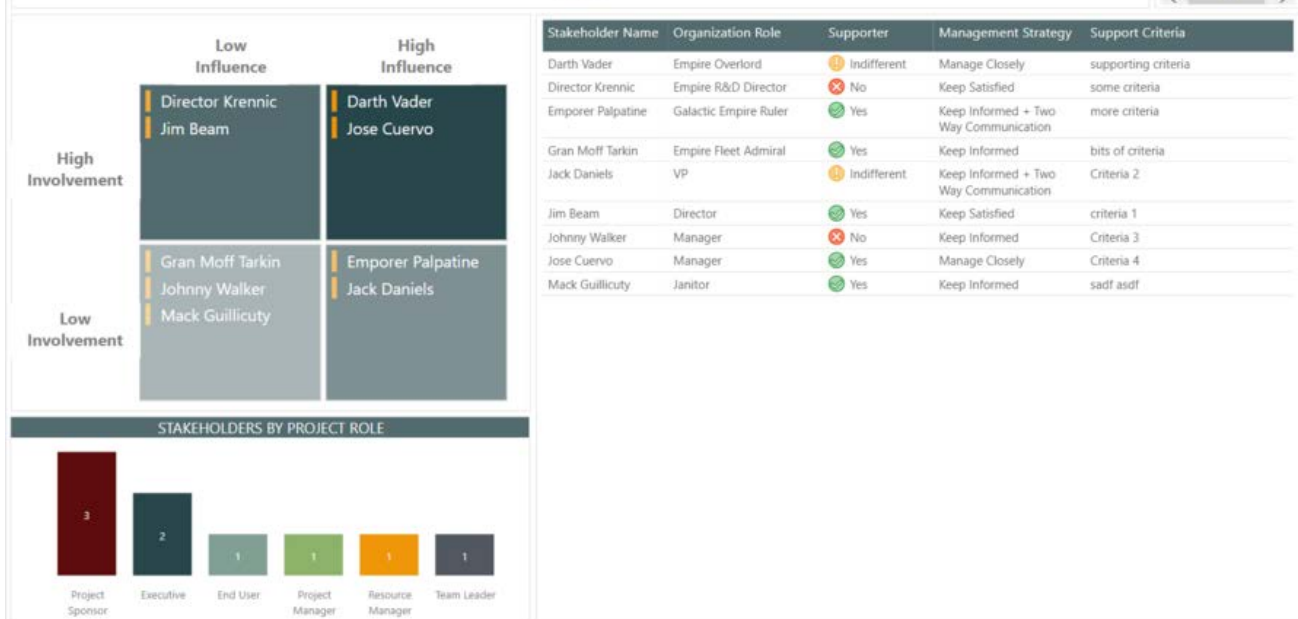 Low
Influence
High
Influence
High
Involvement
Director Krennic
Jim Beam
Darth Vader
Jose Cuervo
Low
Involvement
Gran Moff Tarkin
Johnny Walker
Mack Guillicuty
Emporer Palpatine
Jack Daniels
STAKEHOLDERS BY PROJECT ROLE
3
2
1
1
1
1
Project
Sponsor
Executive
End User
Project
Manager
Resource
Manager
Team Leader
Stakeholder Name Organization Role Supporter Management Strategy Support Criteria
Darth Vader Empire Overlord Indifferent Manage Closely supporting criteria
Director Krennic Empire R&D Director No Keep Satisfied some criteria
Emporer Palpatine Galactic Empire Ruler Yes Keep Informed + Two more criteria
Way Communication
Gran Moff Tarkin Empire Fleet Admiral Yes Keep Informed bits of criteria
Jack Daniels VP Indifferent Keep Informed + Two Criteria 2
Way Communication
Jim Beam Director Yes Keep Satisfied criteria 1
Johnny Walker Manager No Keep Informed Criteria 3
Jose Cuervo Manager Yes Manage Closely Criteria 4
Mack Guillicuty Janitor Yes Keep Informed sadf asdf